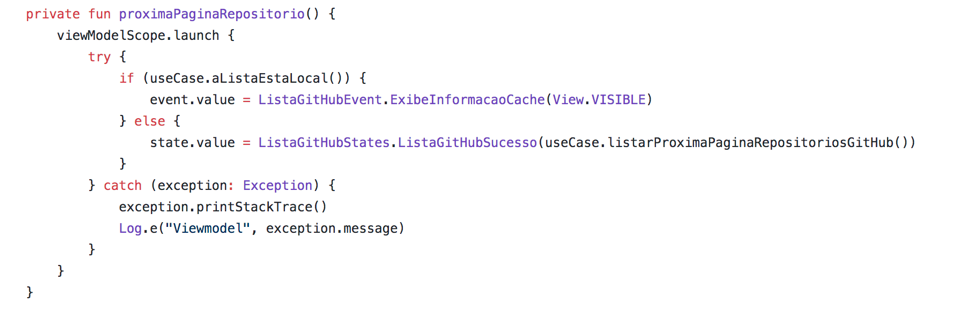 private fun proximaPaginaRepositorio() {
    viewModelScope.launch {
        try {
            if (useCase.aListaEstaLocal()) {
                event.value = ListaGitHubEvent.ExibeInformacaoCache(View.VISIBLE)
            } else {
                state.value = ListaGitHubStates.ListaGitHubSucesso(useCase.listarProximaPaginaRepositoriosGitHub())
            }
        } catch (exception: Exception) {
            exception.printStackTrace()
            Log.e("Viewmodel", exception.message)
        }
    }
}